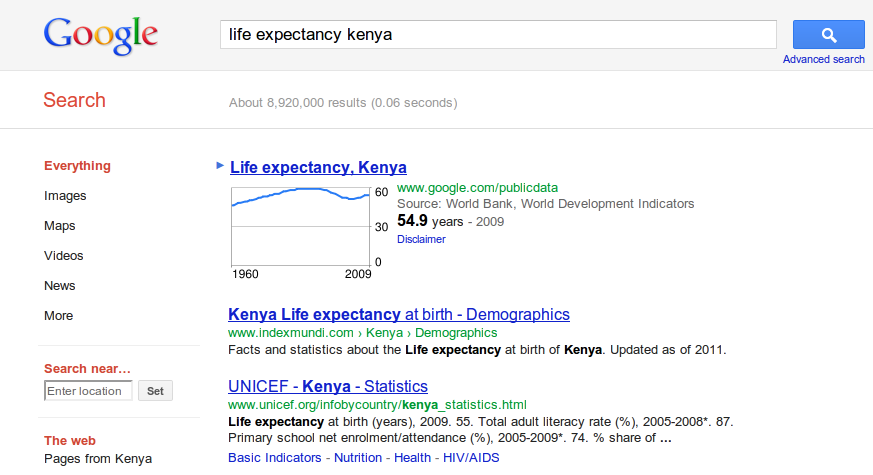 Google
life expectancy kenya
Advanced search
Search
About 8,920,000 results (0.06 seconds)
Everything
Images
Maps
Videos
News
More
Search near...
Enter location Set
The web
Pages from Kenya
Life expectancy, Kenya
60
30
0
1960 2009
www.google.com/publicdata
Source: World Bank, World Development Indicators
54.9 years - 2009
Disclaimer
Kenya Life expectancy at birth - Demographics
www.indexmundi.com › Kenya › Demographics
Facts and statistics about the Life expectancy at birth of Kenya. Updated as of 2011.
UNICEF - Kenya - Statistics
www.unicef.org/infobycountry/kenya_statistics.html
Life expectancy at birth (years), 2009. 55. Total adult literacy rate (%), 2005-2008*. 87.
Primary school net enrolment/attendance (%), 2005-2009*. 74. % share of ...
Basic Indicators - Nutrition - Health - HIV/AIDS